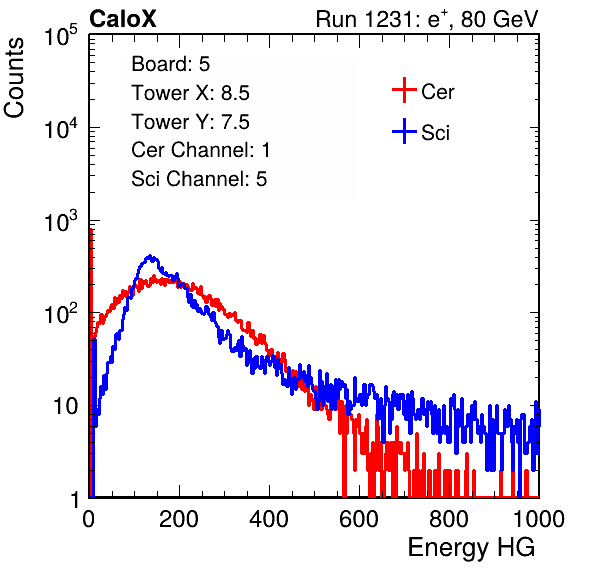 CaloX Run 1231: e⁺, 80 GeV
Counts
10⁵
10⁴
10³
10²
10
1
Board: 5
Tower X: 8.5
Tower Y: 7.5
Cer Channel: 1
Sci Channel: 5
Cer
Sci
0 200 400 600 800 1000
Energy HG